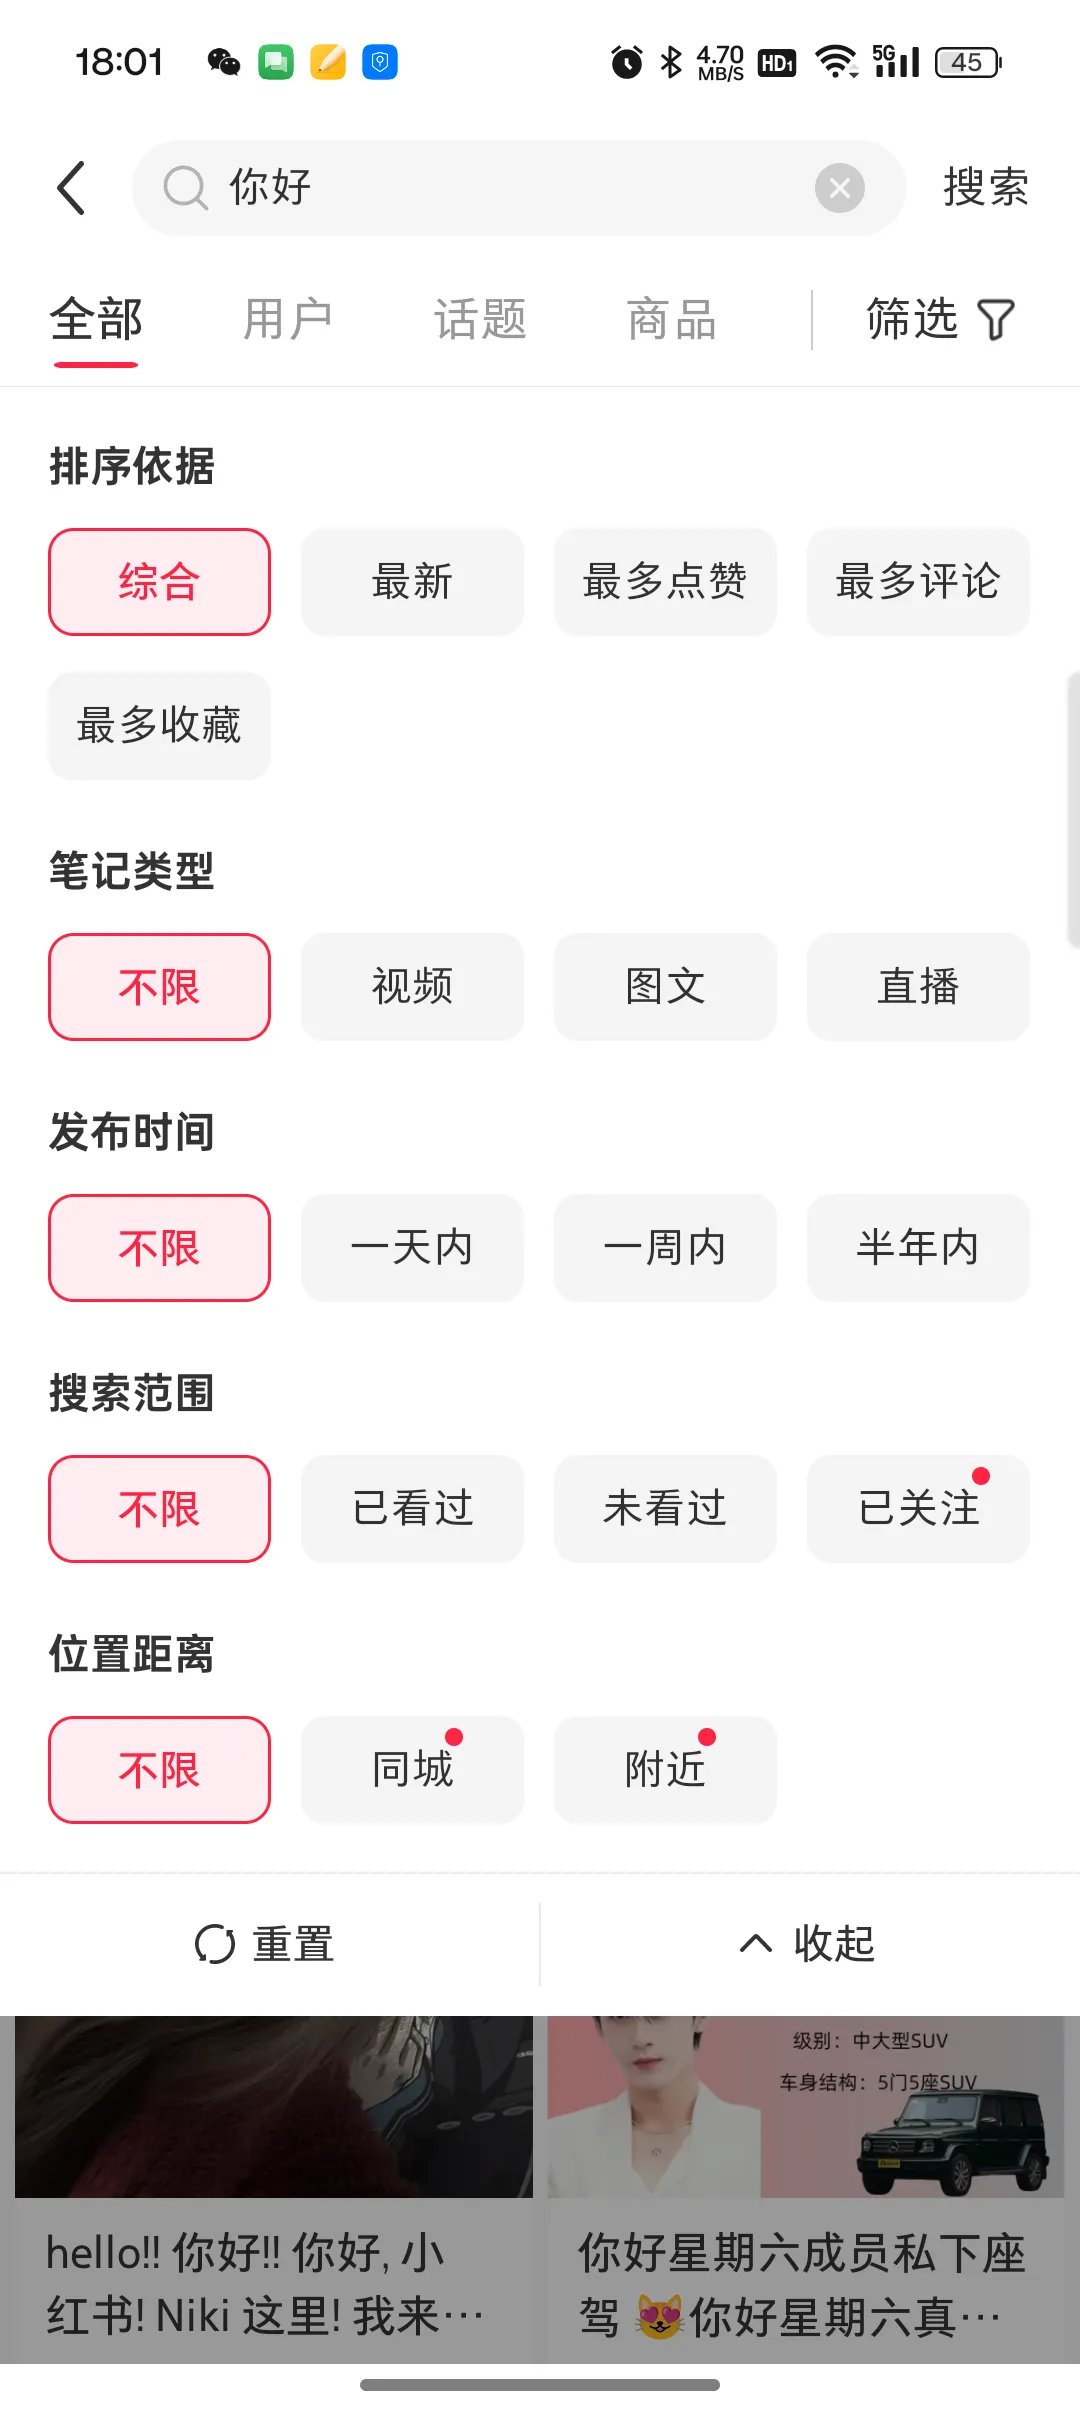 18:01
4.70 MB/S HD1 5G 45
你好
搜索
全部 用户 话题 商品 筛选
排序依据
综合 最新 最多点赞 最多评论
最多收藏
笔记类型
不限 视频 图文 直播
发布时间
不限 一天内 一周内 半年内
搜索范围
不限 已看过 未看过 已关注
位置距离
不限 同城 附近
重置 收起
级别：中大型SUV
车身结构：5门5座SUV
hello!! 你好!! 你好, 小
红书! Niki 这里! 我来…
你好星期六成员私下座
驾 😻你好星期六真…